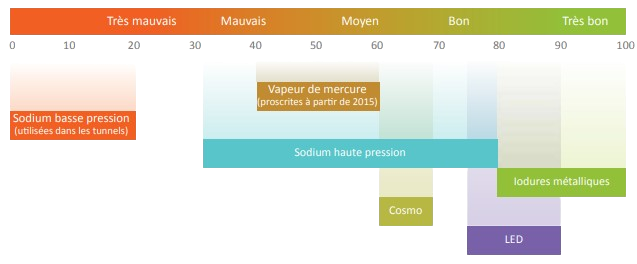 Très mauvais Mauvais Moyen Bon Très bon
0 10 20 30 40 50 60 70 80 90 100
Vapeur de mercure
(proscrites à partir de 2015)
Sodium basse pression
(utilisées dans les tunnels)
Sodium haute pression
Iodures métalliques
Cosmo
LED